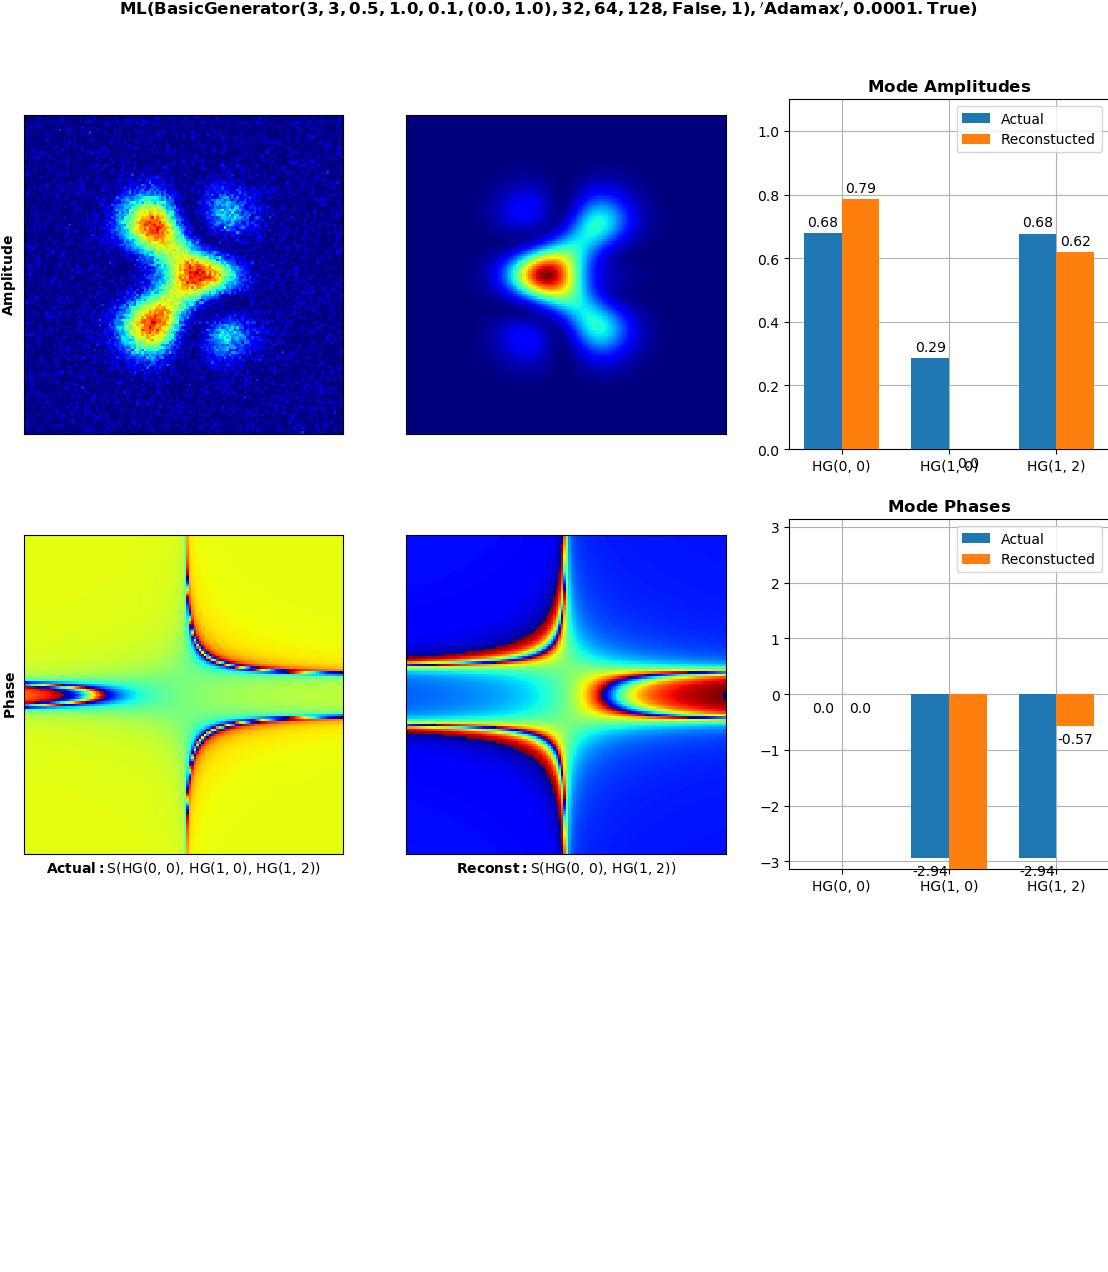 ML(BasicGenerator(3, 3, 0.5, 1.0, 0.1, (0.0, 1.0), 32, 64, 128, False, 1), ′Adamax′, 0.0001. True)
Mode Amplitudes
Actual
Reconstucted
1.0
0.8
0.6
0.4
0.2
0.0
0.68
0.79
0.29
0.0
0.68
0.62
HG(0, 0)
HG(1, 0)
HG(1, 2)
Amplitude
Mode Phases
Actual
Reconstucted
3
2
1
0
−1
−2
−3
0.0
0.0
-2.94
-2.94
-0.57
HG(0, 0)
HG(1, 0)
HG(1, 2)
Phase
Actual: S(HG(0, 0), HG(1, 0), HG(1, 2))
Reconst: S(HG(0, 0), HG(1, 2))